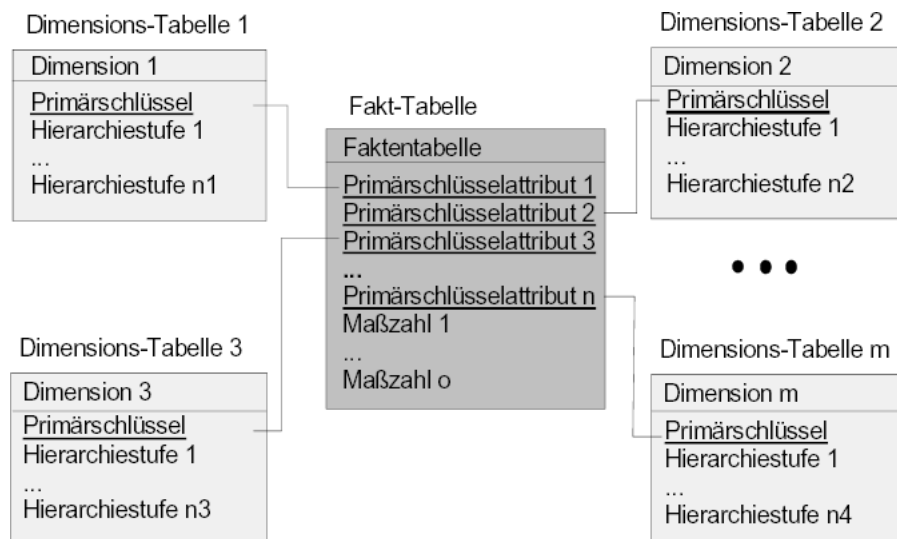 Dimensions-Tabelle 1
Dimension 1
Primärschlüssel
Hierarchiestufe 1
...
Hierarchiestufe n1
Fakt-Tabelle
Faktentabelle
Primärschlüsselattribut 1
Primärschlüsselattribut 2
Primärschlüsselattribut 3
...
Primärschlüsselattribut n
Maßzahl 1
...
Maßzahl o
Dimensions-Tabelle 2
Dimension 2
Primärschlüssel
Hierarchiestufe 1
...
Hierarchiestufe n2
• • •
Dimensions-Tabelle 3
Dimension 3
Primärschlüssel
Hierarchiestufe 1
...
Hierarchiestufe n3
Dimensions-Tabelle m
Dimension m
Primärschlüssel
Hierarchiestufe 1
...
Hierarchiestufe n4